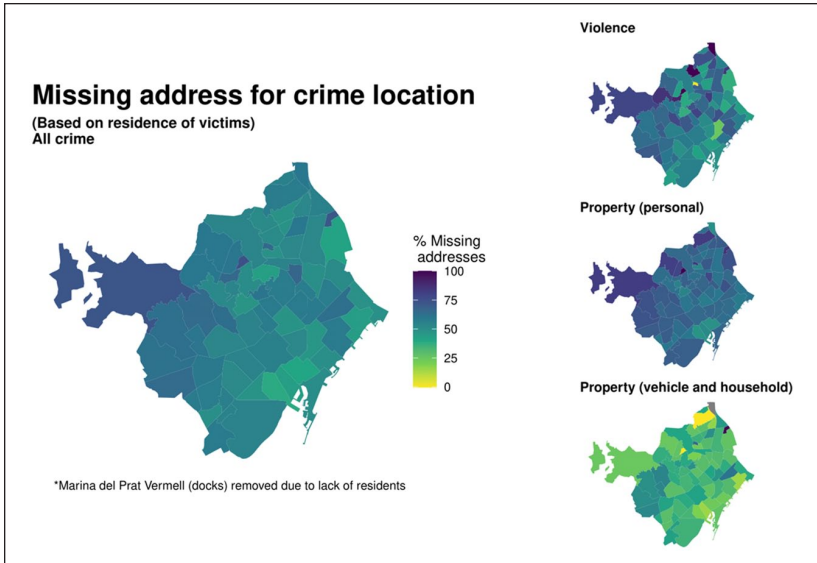 Missing address for crime location
(Based on residence of victims)
All crime
% Missing
addresses
100
75
50
25
0
*Marina del Prat Vermell (docks) removed due to lack of residents
Violence
Property (personal)
Property (vehicle and household)